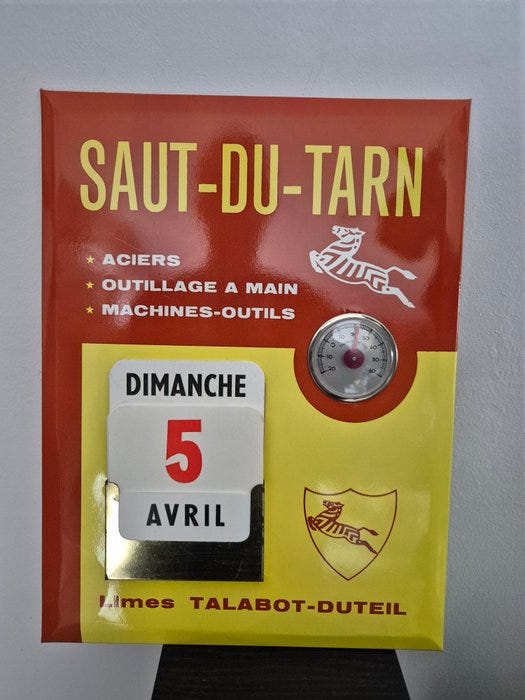 SAUT-DU-TARN
★ ACIERS
★ OUTILLAGE A MAIN
★ MACHINES-OUTILS
DIMANCHE
5
AVRIL
Limes TALABOT-DUTEIL